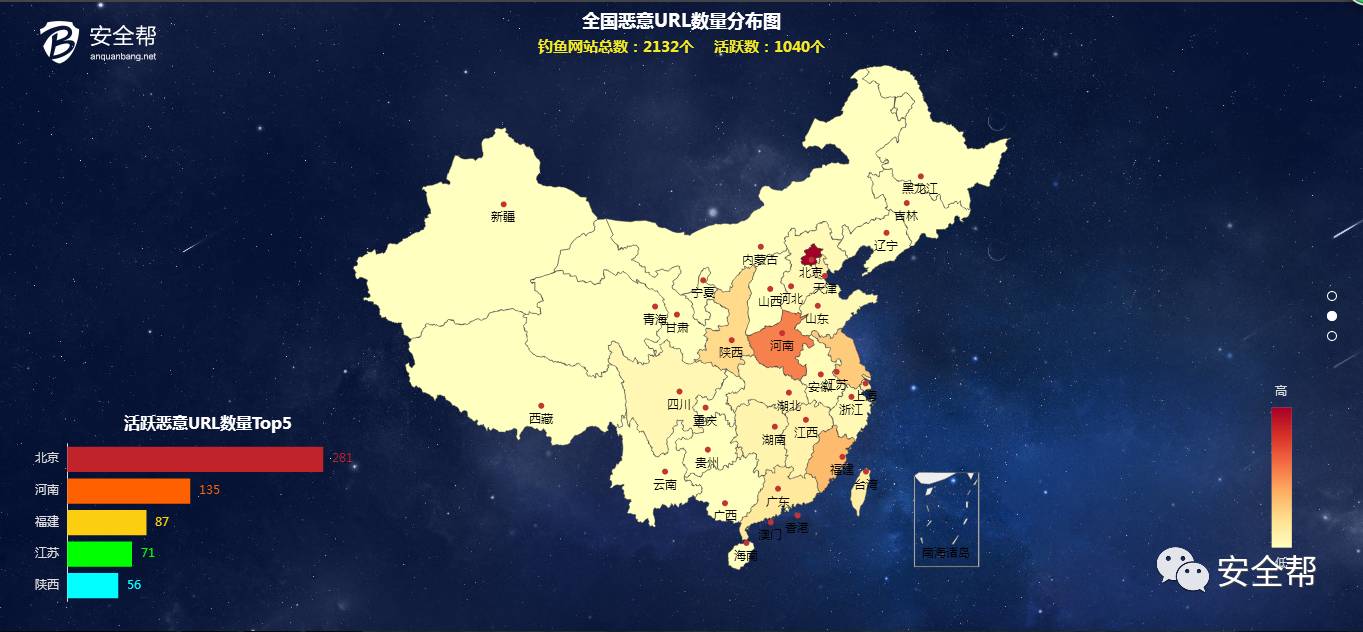 安全帮
anquanbang.net
全国恶意URL数量分布图
钓鱼网站总数：2132个 活跃数：1040个
黑龙江
吉林
新疆
辽宁
内蒙古
北京
天津
宁夏
山西
河北
青海
甘肃
山东
陕西
河南
安徽
江苏
上海
四川
湖北
浙江
西藏
重庆
湖南
江西
贵州
福建
云南
台湾
广东
广西
澳门
香港
海南
南海诸岛
活跃恶意URL数量Top5
北京 281
河南 135
福建 87
江苏 71
陕西 56
高
低
安全帮